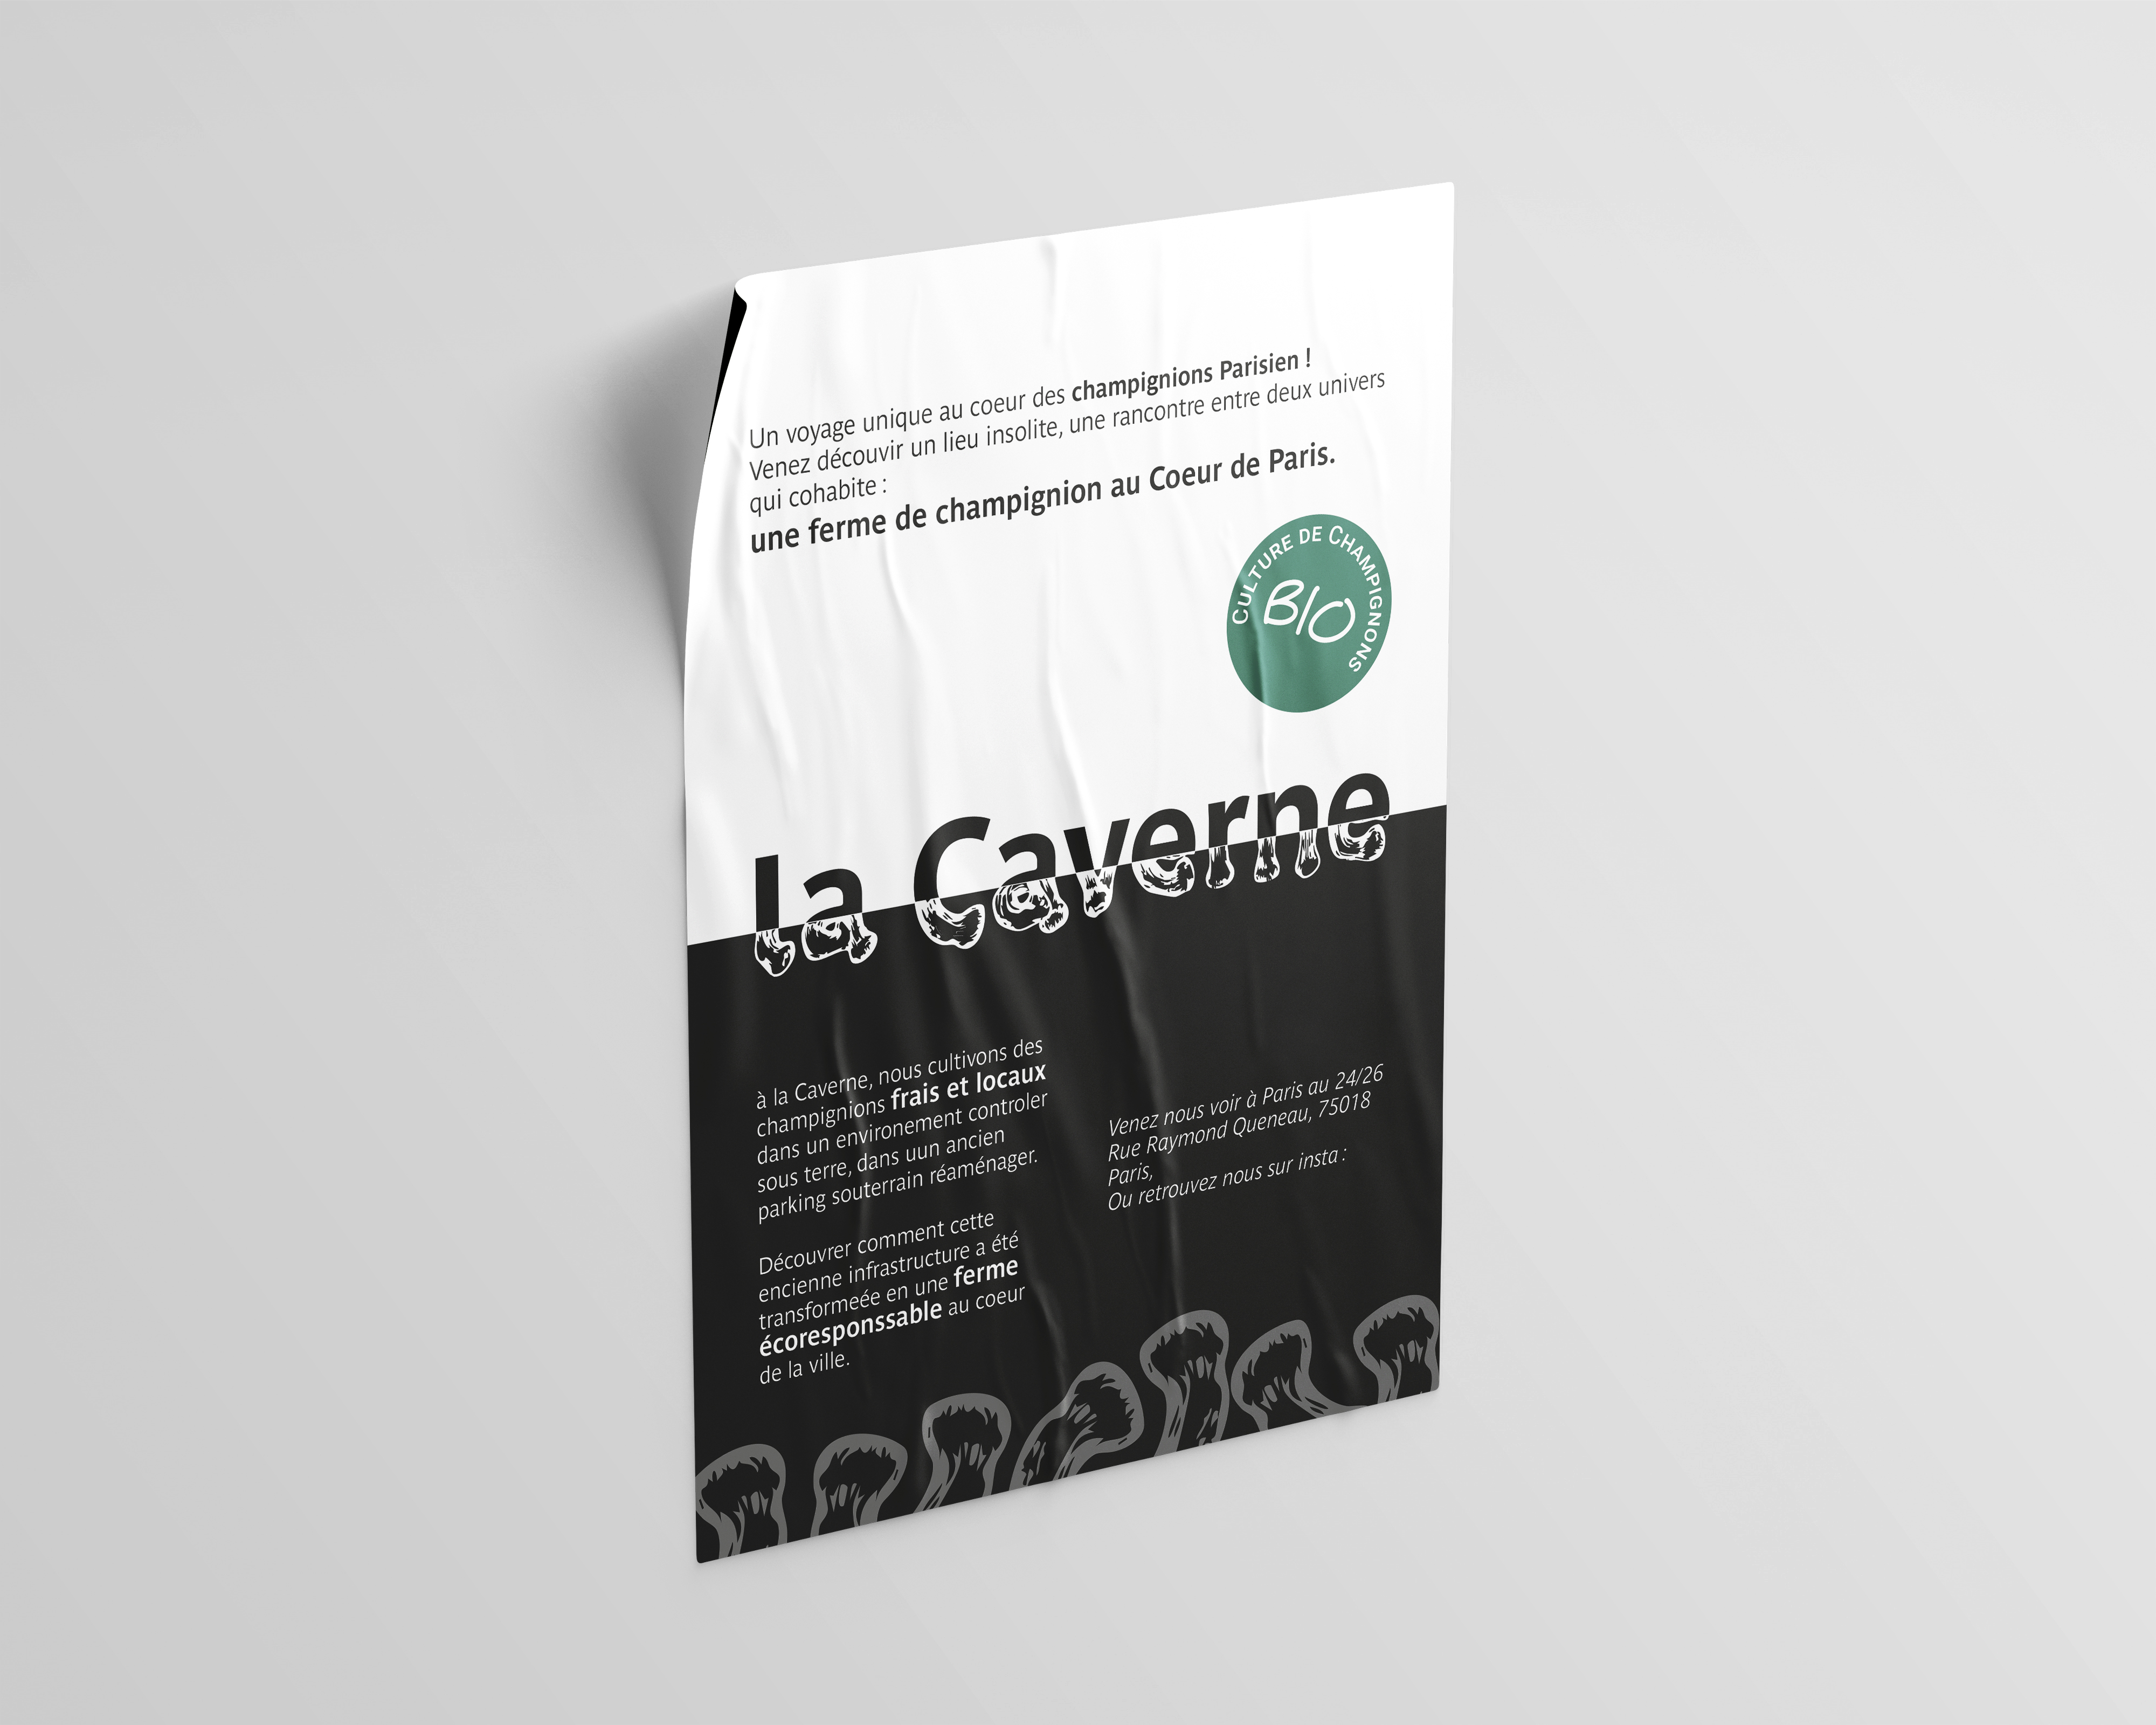 Un voyage unique au coeur des champignions Parisien !
Venez découvir un lieu insolite, une rancontre entre deux univers
qui cohabite :
une ferme de champignion au Coeur de Paris.
CULTURE DE CHAMPIGNONS
BIO
la Caverne
à la Caverne, nous cultivons des
champignions frais et locaux
dans un environement controler
sous terre, dans uun ancien
parking souterrain réaménager.
Découvrer comment cette
encienne infrastructure a été
transformeée en une ferme
écoresponssable au coeur
de la ville.
Venez nous voir à Paris au 24/26
Rue Raymond Queneau, 75018
Paris,
Ou retrouvez nous sur insta :